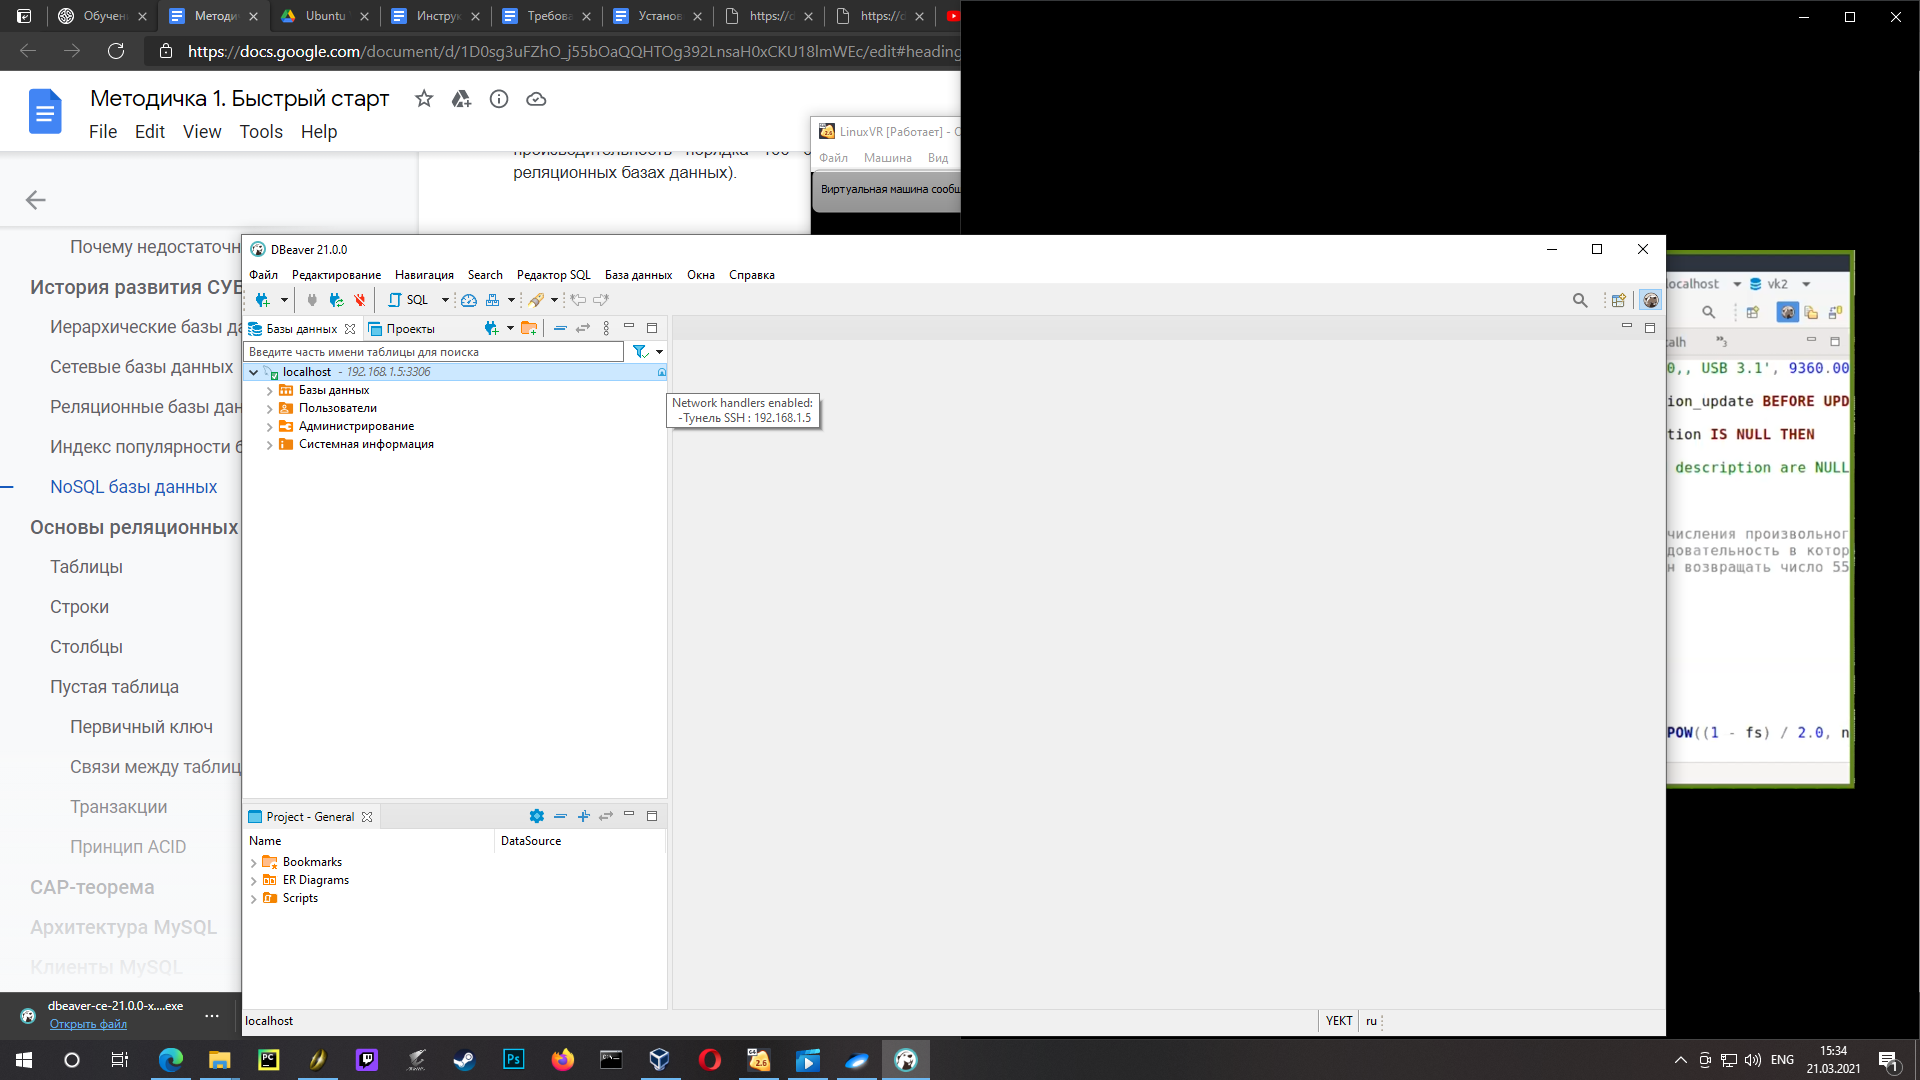 Обучени
Методич
Ubuntu
Инструк
Требова
Установ
https://d
https://d
https://docs.google.com/document/d/1D0sg3uFZhO_j55bOaQQHTOg392LnsaH0xCKU18lmWEc/edit#heading
Методичка 1. Быстрый старт
File Edit View Tools Help
реляционных баз данных).
Почему недостаточн
История развития СУБ
Иерархические базы да
Сетевые базы данных
Реляционные базы дан
Индекс популярности б
NoSQL базы данных
Основы реляционных
Таблицы
Строки
Столбцы
Пустая таблица
Первичный ключ
Связи между таблиц
Транзакции
Принцип ACID
CAP-теорема
Архитектура MySQL
Клиенты MySQL
LinuxVR [Работает] - O
Файл Машина Вид
Виртуальная машина сообщ
DBeaver 21.0.0
Файл Редактирование Навигация Search Редактор SQL База данных Окна Справка
SQL
Базы данных Проекты
Введите часть имени таблицы для поиска
localhost - 192.168.1.5:3306
Базы данных
Пользователи
Администрирование
Системная информация
Network handlers enabled:
-Тунель SSH : 192.168.1.5
Project - General
Name DataSource
Bookmarks
ER Diagrams
Scripts
localhost
YEKT ru
localhost vk2
alh
0,, USB 3.1', 9360.00
ion_update BEFORE UPD
tion IS NULL THEN
description are NULL
числения произвольног
довательность в котор
н возвращать число 55
POW((1 - fs) / 2.0, n
dbeaver-ce-21.0.0-x....exe
Открыть файл
ENG
15:34
21.03.2021
1